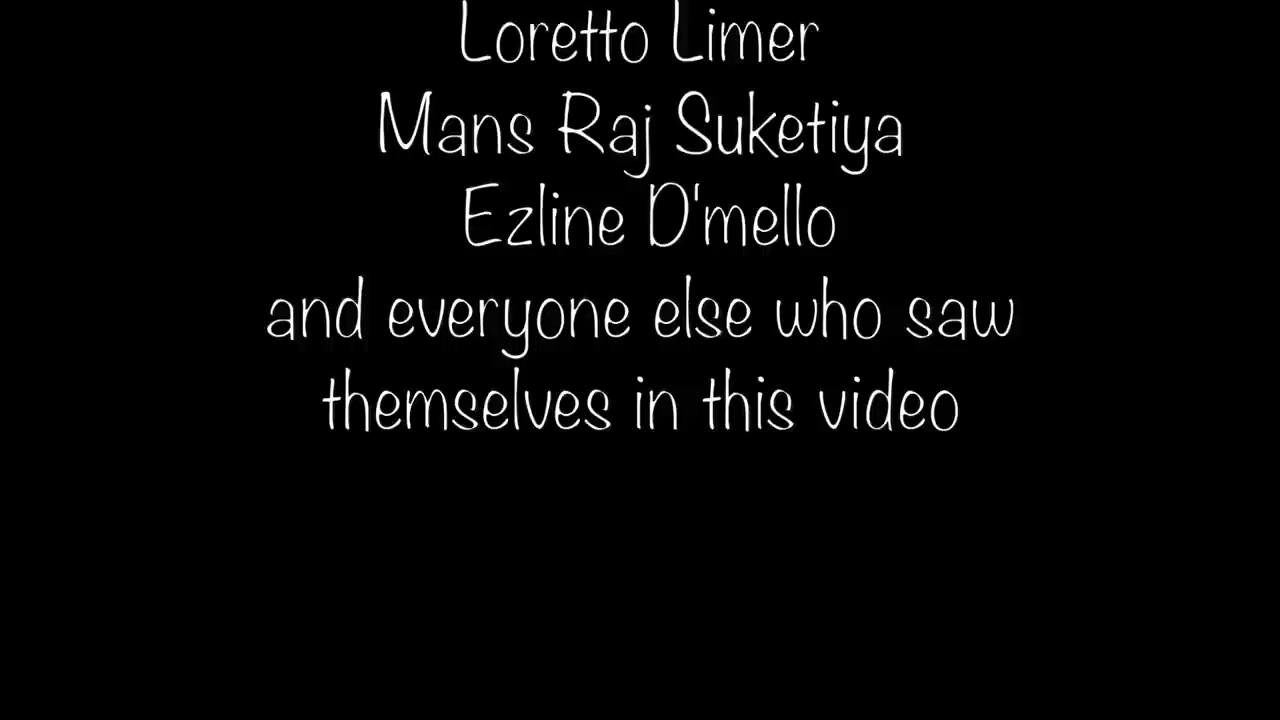 Loretto Limer
Mans Raj Suketiya
Ezline D'mello
and everyone else who saw
themselves in this video